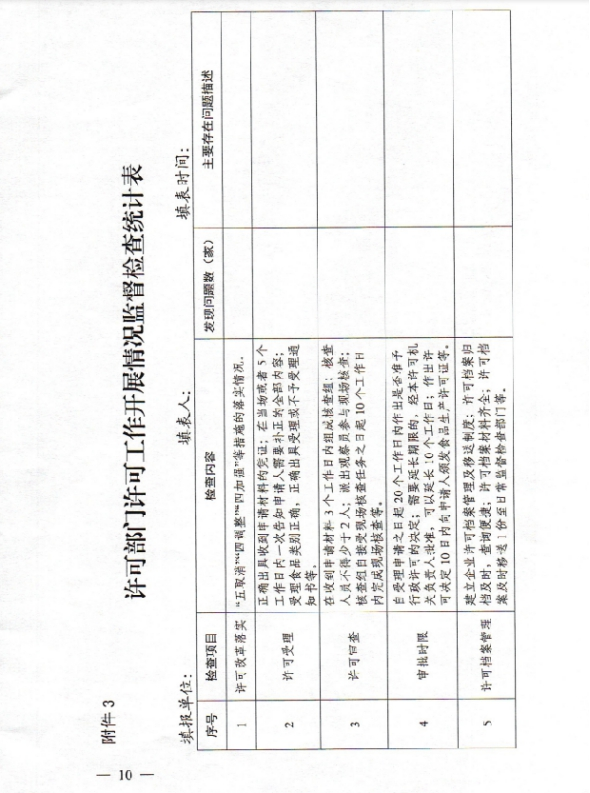 附件 3
许可部门许可工作开展情况监督检查统计表
填报单位： 填表人： 填表时间：
序号 检查项目 检查内容 发现问题数（家） 主要存在问题描述
1 许可改革落实 “五取消”“四调整”“四加强”等措施的落实情况。
2 许可受理 正确出具收到申请材料的凭证；在当场或者 5 个
工作日内一次告知申请人需要补正的全部内容；
受理食品类别正确，正确出具受理或不予受理通
知书等。
3 许可 在收到申请材料 3 个工作日内组成核查组；核查
人员不得少于 2 人；派出观察员参与现场核查；
核查组自接受现场核查任务之日起 10 个工作日
内完成现场核查等。
4 审批时限 自受理申请之日起 20 个工作日内作出是否准予
行政许可的决定；需要延长期限的，经本许可机
关负责人批准，可以延长 10 个工作日；作出许
可决定 10 日内向申请人颁发食品生产许可证等。
5 许可档案管理 建立企业许可档案管理及移送制度；许可档案归
档及时，查询便捷；许可档案材料齐全；许可档
案及时移送 1 份至日常监督检查部门等。
— 10 —